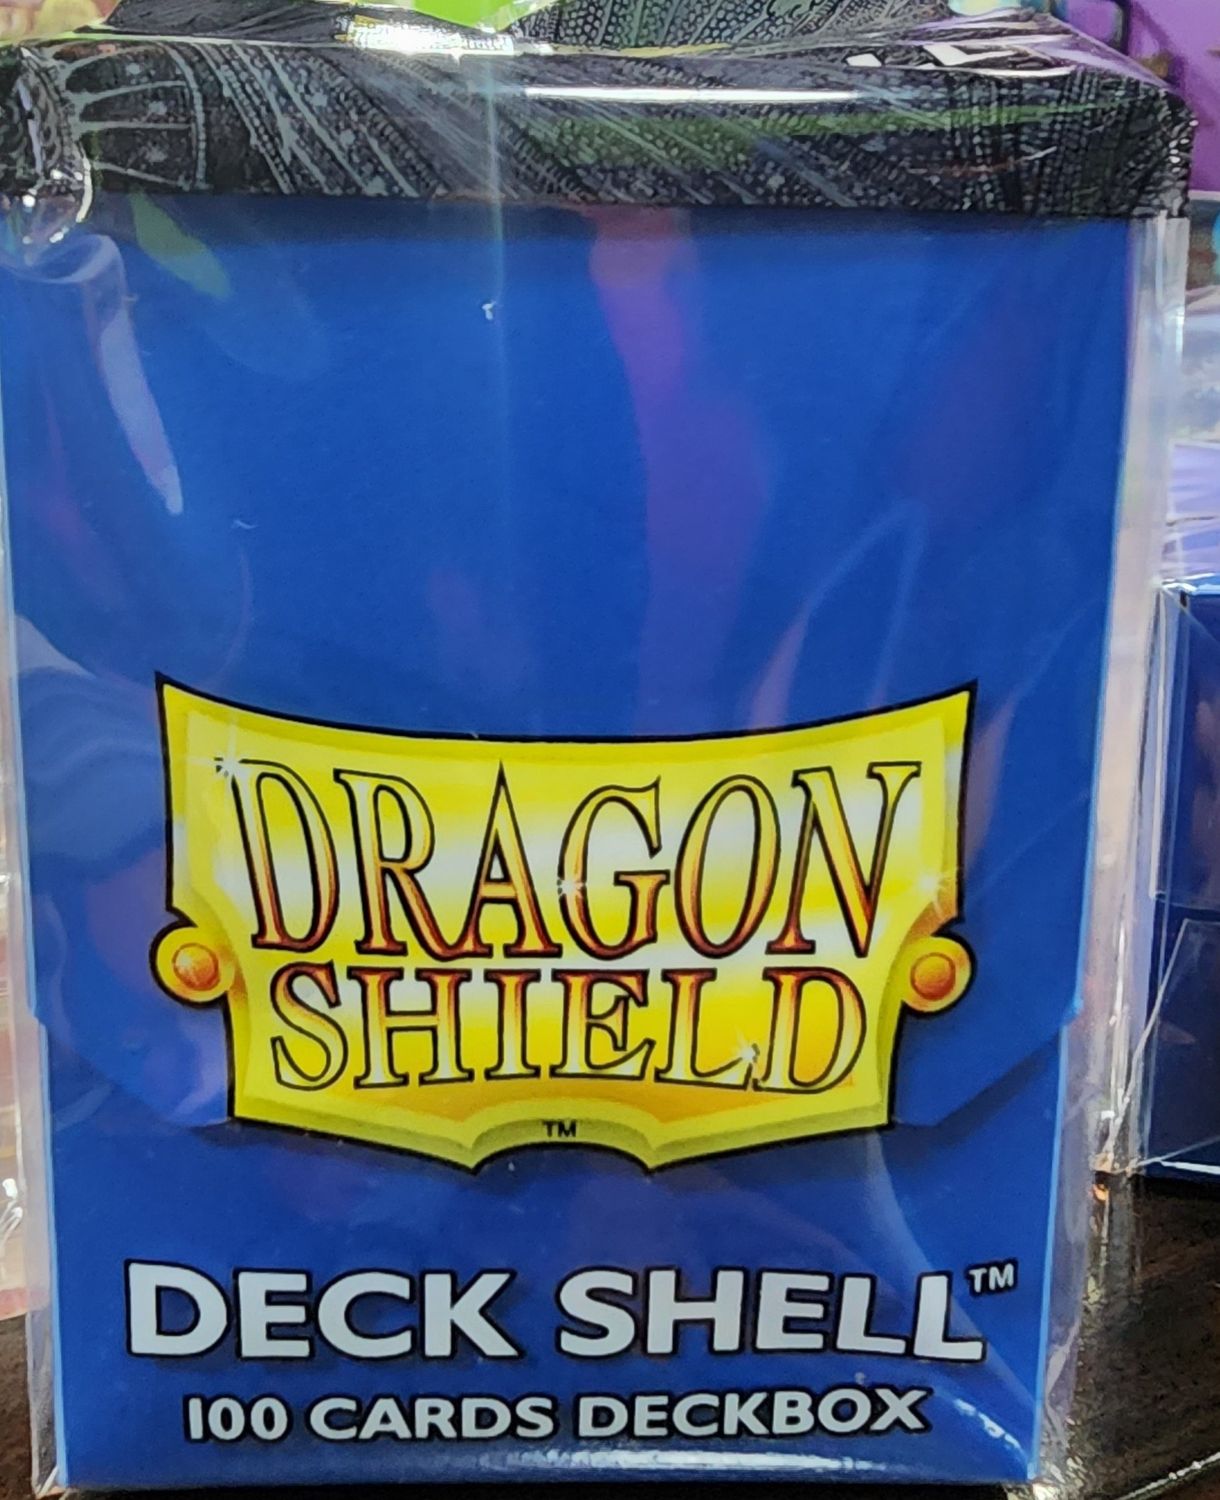 DRAGON
SHIELD
TM
DECK SHELL™
100 CARDS DECKBOX